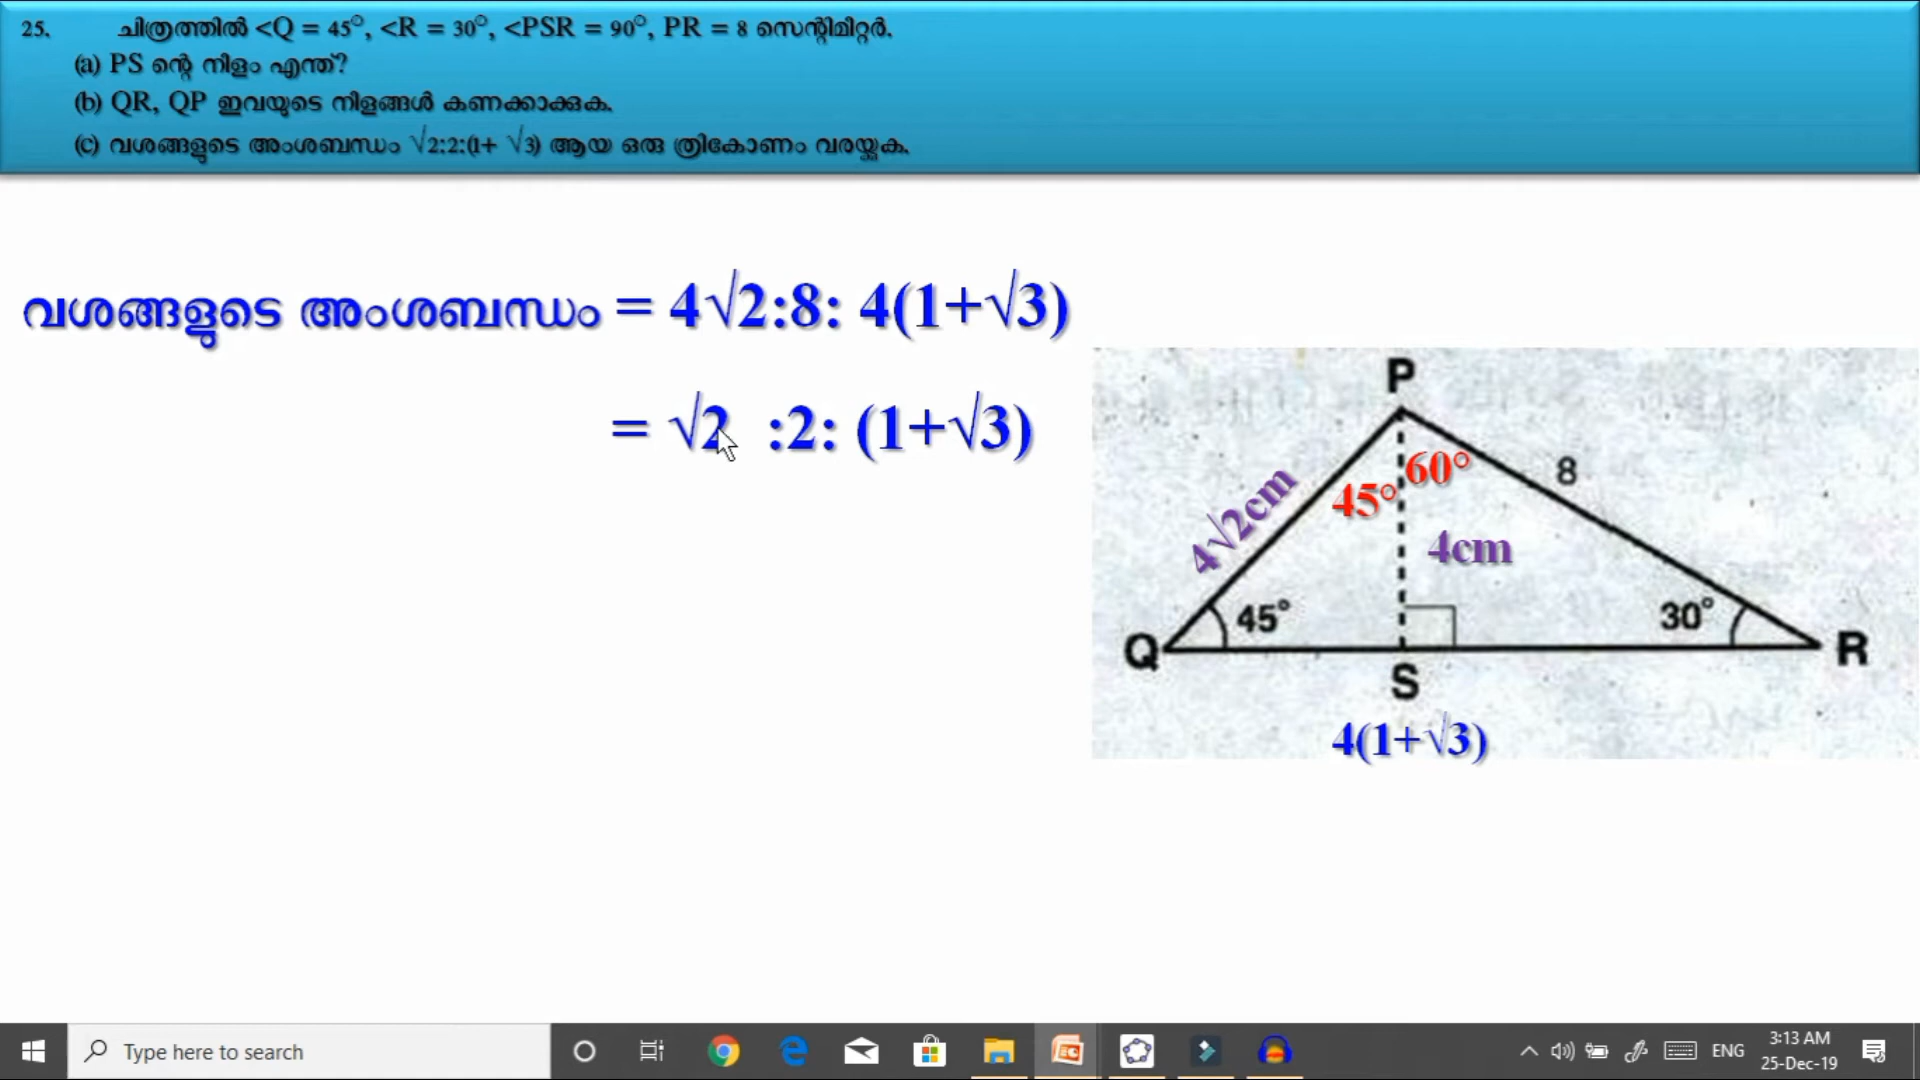 25. ചിത്രത്തിൽ <Q = 45°, <R = 30°, <PSR = 90°, PR = 8 സെന്റിമീറ്റർ.
(a) PS ന്റെ നീളം എന്ത്?
(b) QR, QP ഇവയുടെ നീളങ്ങൾ കണക്കാക്കുക.
(c) വശങ്ങളുടെ അംശബന്ധം √2:2:(1+ √3) ആയ ഒരു ത്രികോണം വരയ്ക്കുക.
വശങ്ങളുടെ അംശബന്ധം = 4√2:8: 4(1+√3)
= √2 :2: (1+√3)
P
60°
8
45°
4√2cm
4cm
45°
30°
Q
R
S
4(1+√3)
Type here to search
ENG
3:13 AM
25-Dec-19